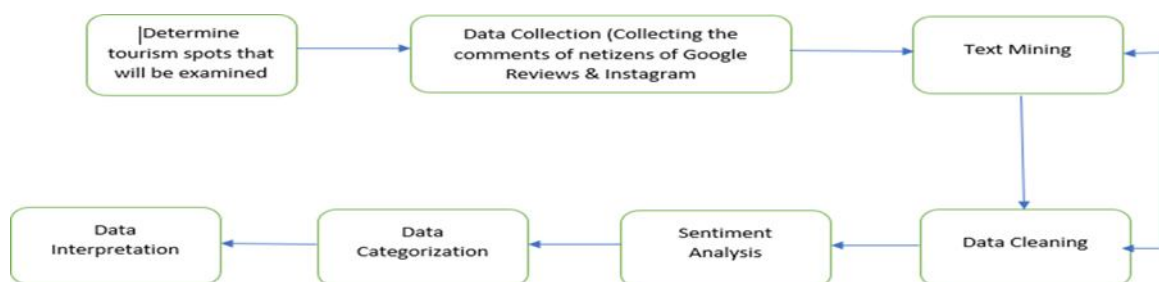 Determine
tourism spots that
will be examined
Data Collection (Collecting the
comments of netizens of Google
Reviews & Instagram
Text Mining
Data
Interpretation
Data
Categorization
Sentiment
Analysis
Data Cleaning